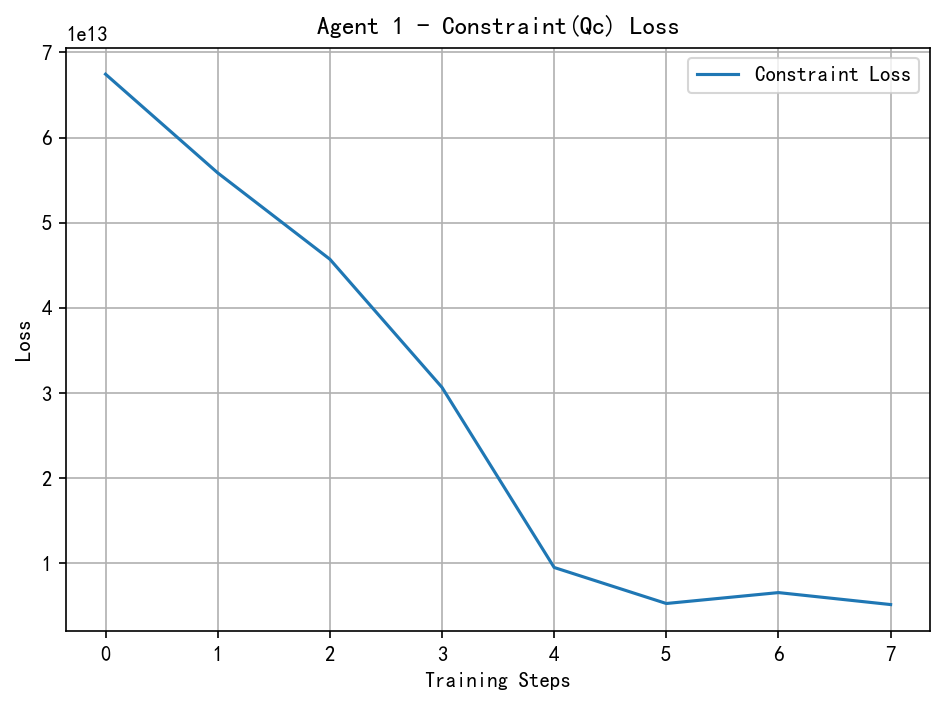 Agent 1 - Constraint(Qc) Loss
1e13
7
6
5
4
3
2
1
Loss
Constraint Loss
0 1 2 3 4 5 6 7
Training Steps